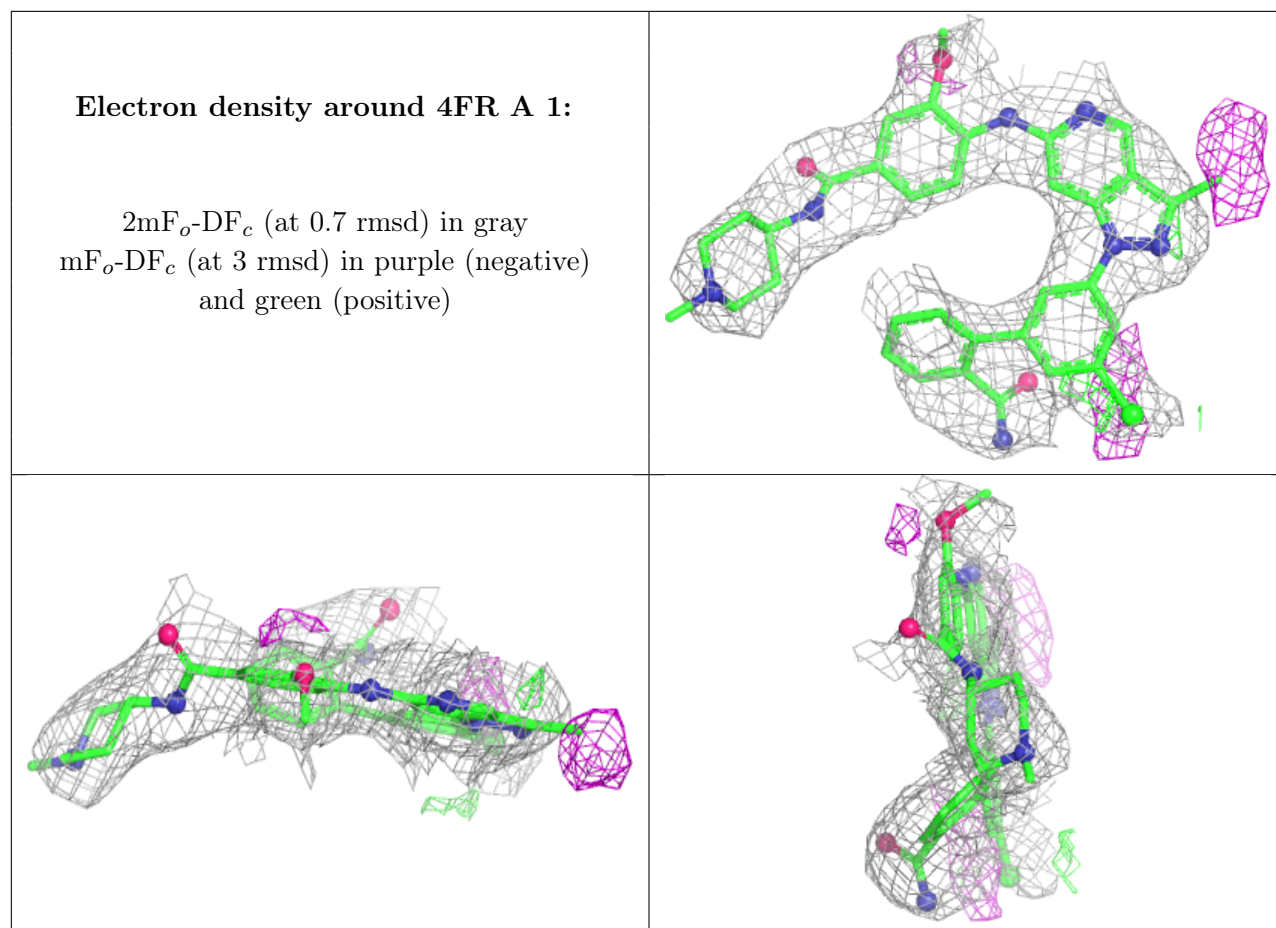 Electron density around 4FR A 1:
2mFo-DFc (at 0.7 rmsd) in gray
mFo-DFc (at 3 rmsd) in purple (negative)
and green (positive)